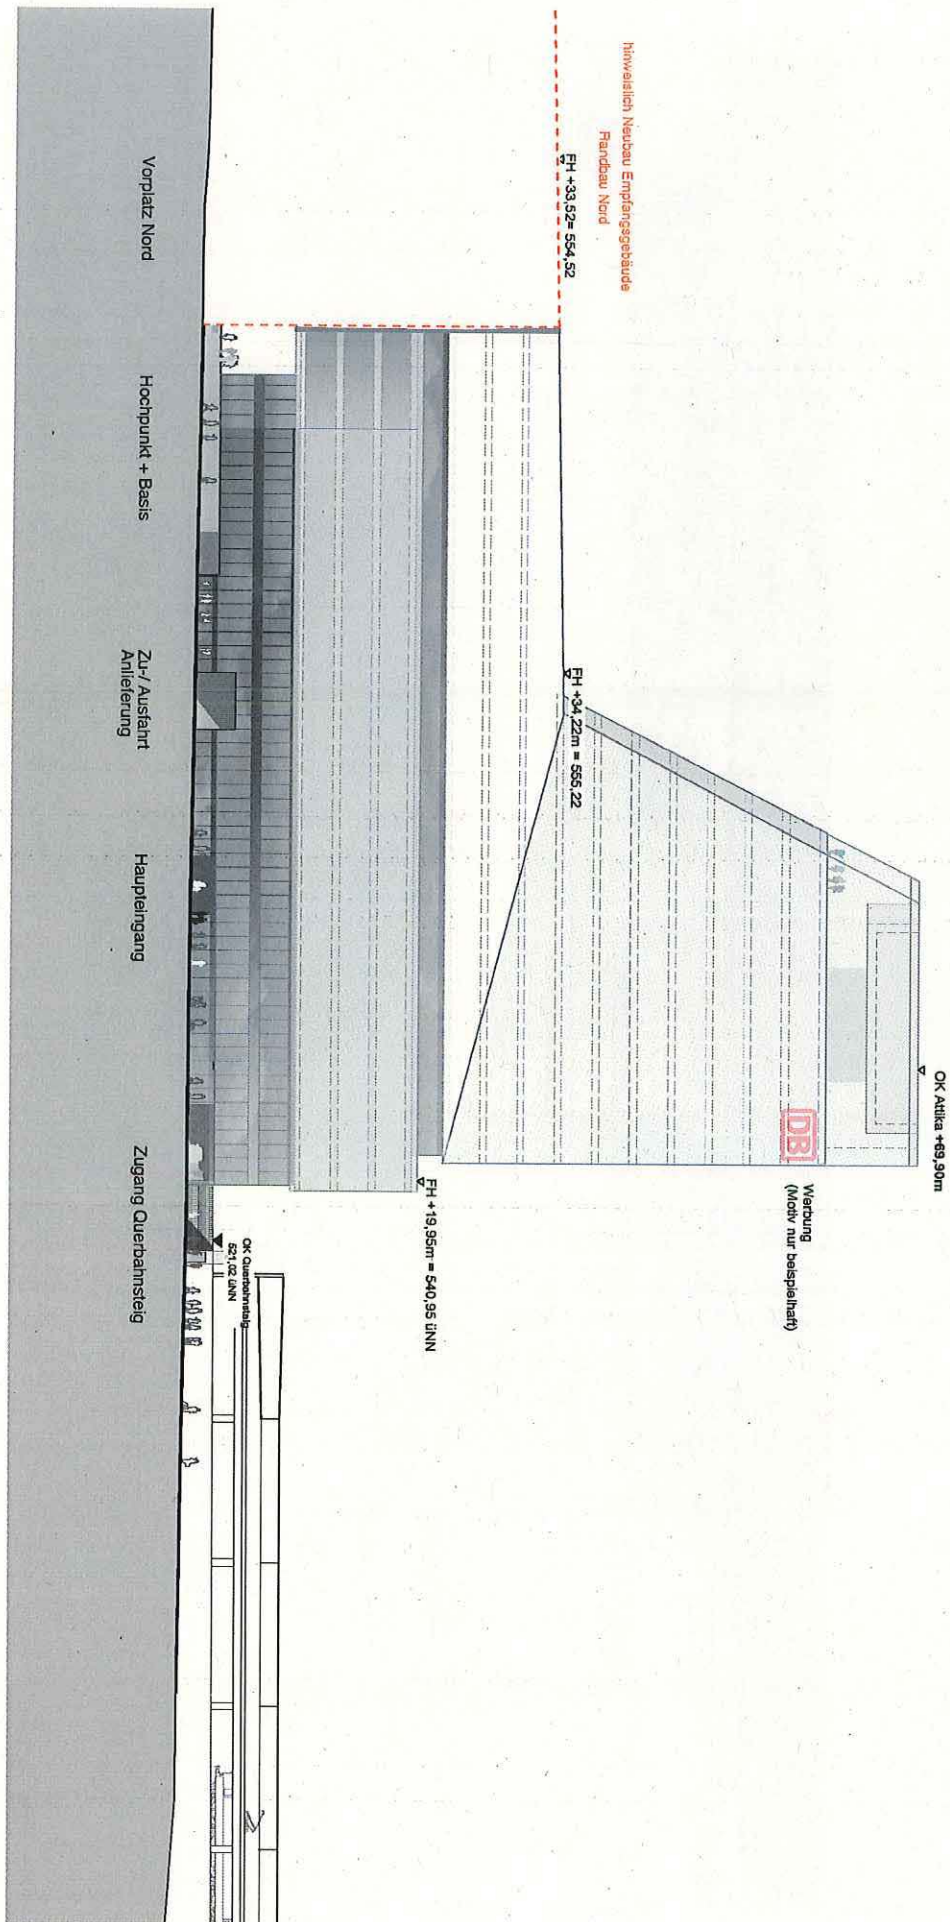 hinweislich Neubau Empfangsgebäude
Randbau Nord
FH +33,52= 554,52
FH +34,22m = 555,22
OK Attika +69,90m
DB
Werbung
(Motiv nur beispielhaft)
FH +19,95m = 540,95 üNN
OK Querbahnsteig
521,02 üNN
Vorplatz Nord
Hochpunkt + Basis
Zu-/ Ausfahrt
Anlieferung
Haupteingang
Zugang Querbahnsteig